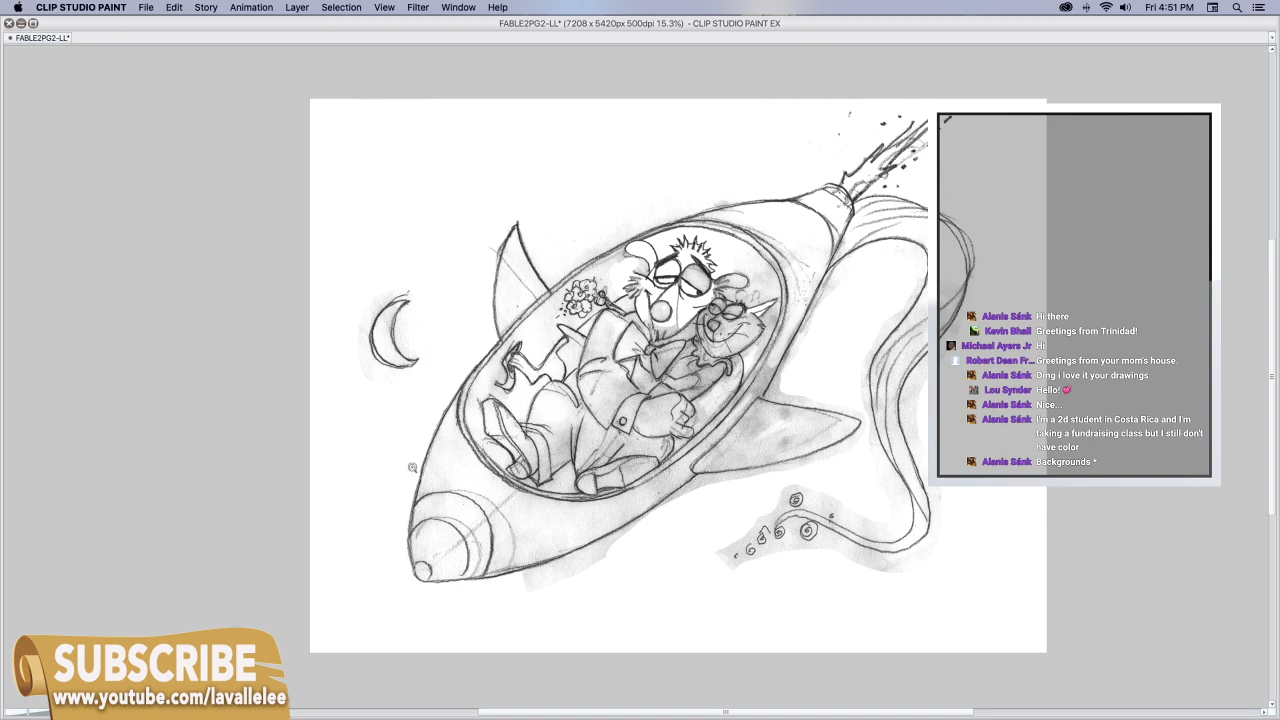 CLIP STUDIO PAINT File Edit Story Animation Layer Selection View Filter Window Help Fri 4:51 PM
FABLE2PG2-LL* (7208 x 5420px 500dpi 15.3%) - CLIP STUDIO PAINT EX
FABLE2PG2-LL*
Alanis Sánk Hi there
Kevin Bhall Greetings from Trinidad!
Michael Ayers Jr Hi
Robert Dean Fr... Greetings from your mom's house.
Alanis Sánk Omg i love it your drawings
Lou Synder Hello! 💘
Alanis Sánk Nice...
Alanis Sánk I'm a 2d student in Costa Rica and I'm
taking a fundraising class but I still don't
have color
Alanis Sánk Backgrounds *
SUBSCRIBE
www.youtube.com/lavallelee